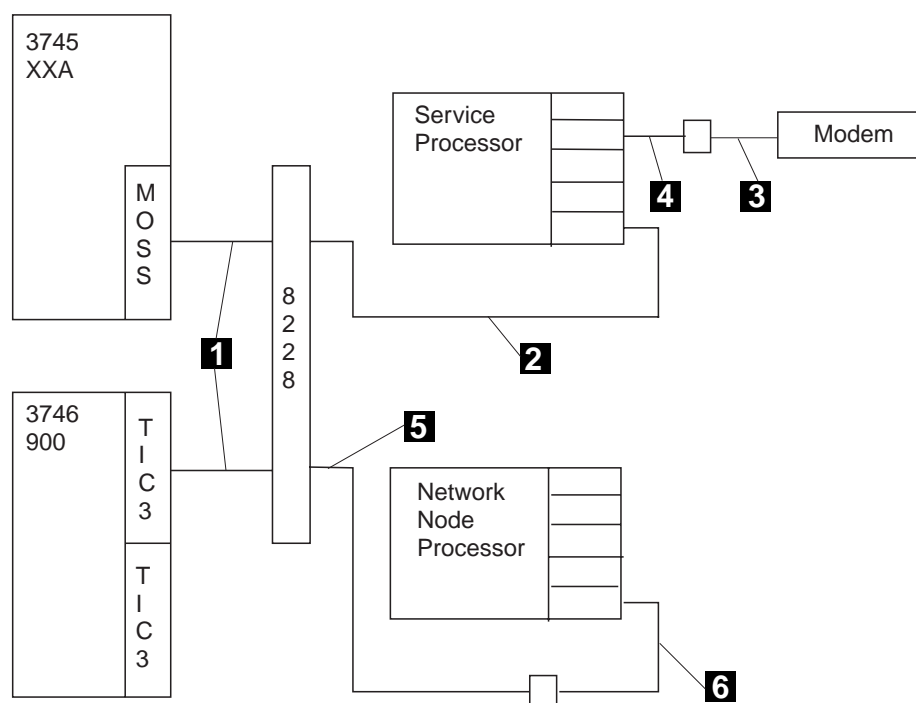 3745
XXA
M
O
S
S
Service
Processor
Modem
4
3
8
2
2
8
1
2
3746
900
T
I
C
3
T
I
C
3
5
Network
Node
Processor
6